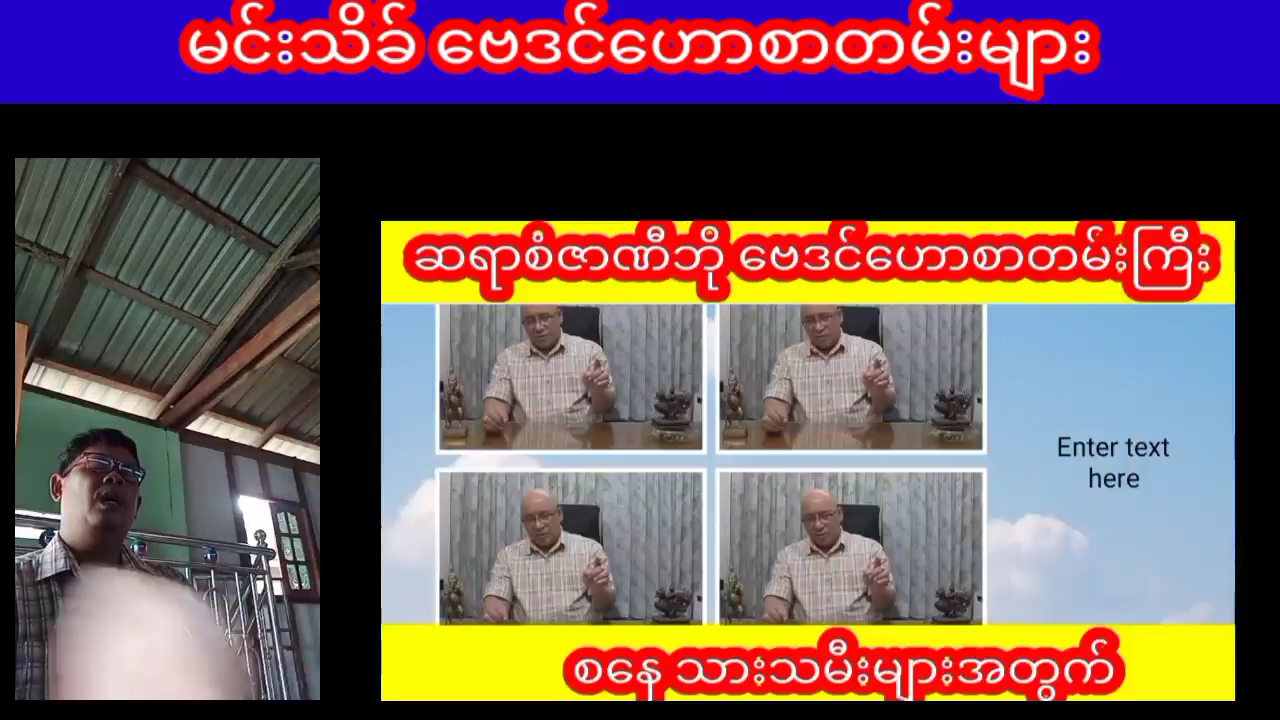 မင်းသိခ် ဗေဒင်ဟောစာတမ်းများ
ဆရာစံဇာဏီဘို ဗေဒင်ဟောစာတမ်းကြီး
Enter text
here
စနေ သားသမီးများအတွက်